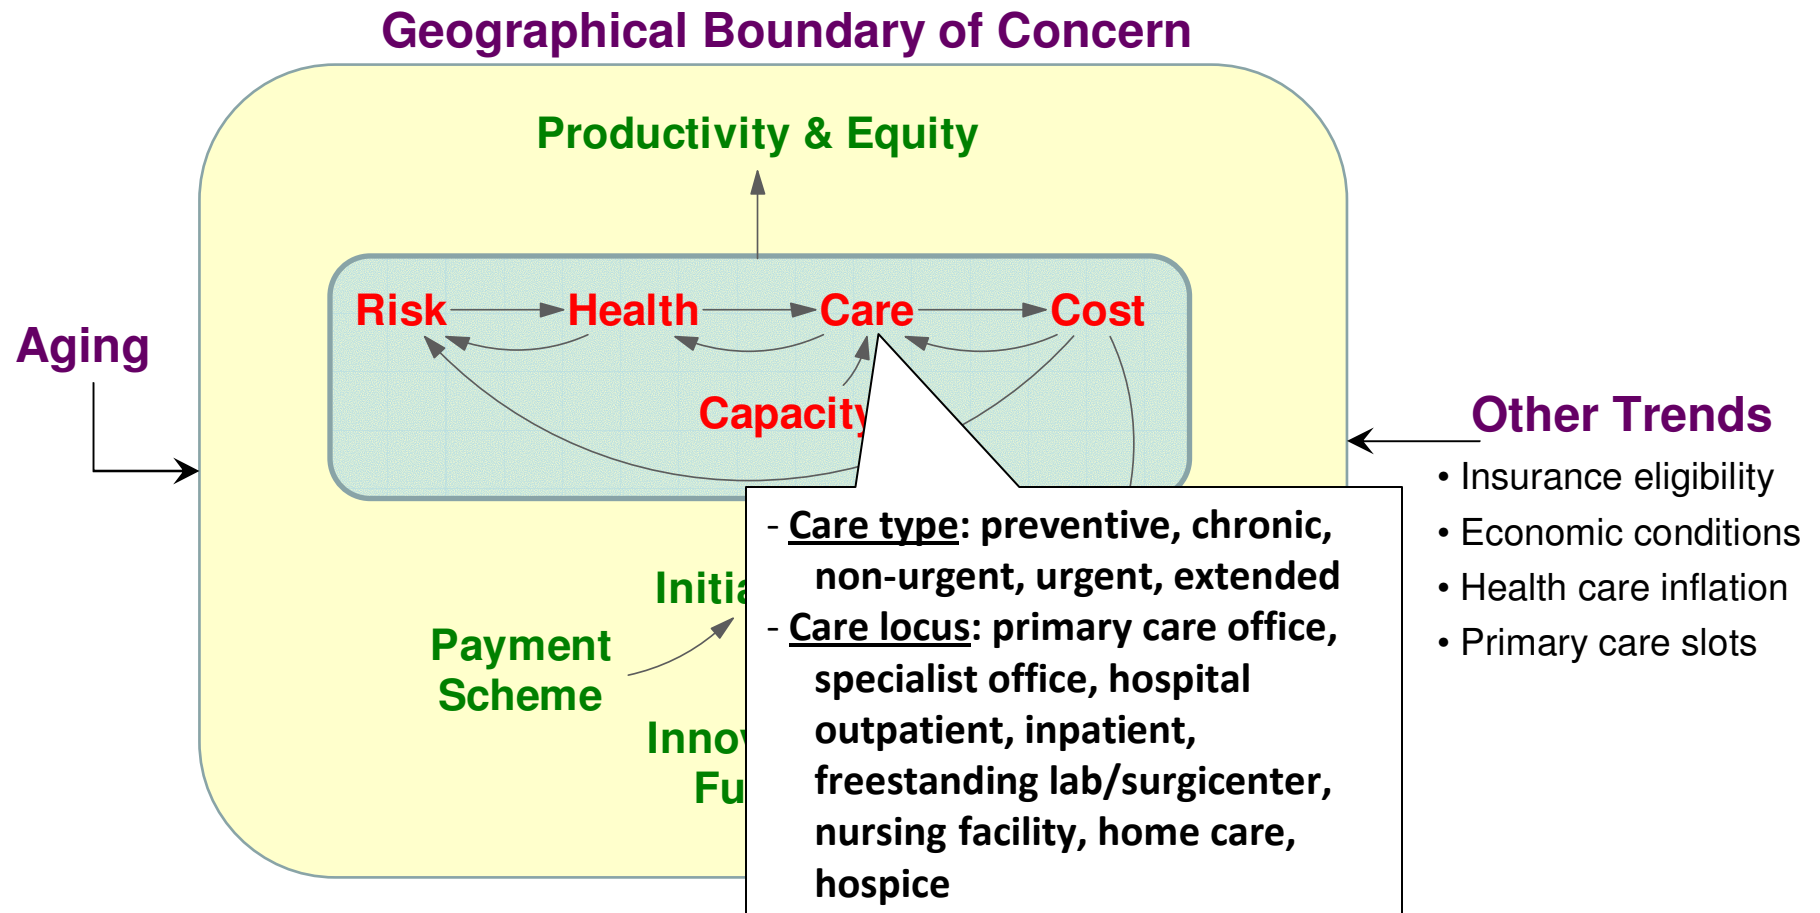 Geographical Boundary of Concern
Productivity & Equity
Risk
Health
Care
Cost
Capacity
Aging
Other Trends
• Insurance eligibility
• Economic conditions
• Health care inflation
• Primary care slots
Payment
Scheme
- Care type: preventive, chronic,
non-urgent, urgent, extended
- Care locus: primary care office,
specialist office, hospital
outpatient, inpatient,
freestanding lab/surgicenter,
nursing facility, home care,
hospice